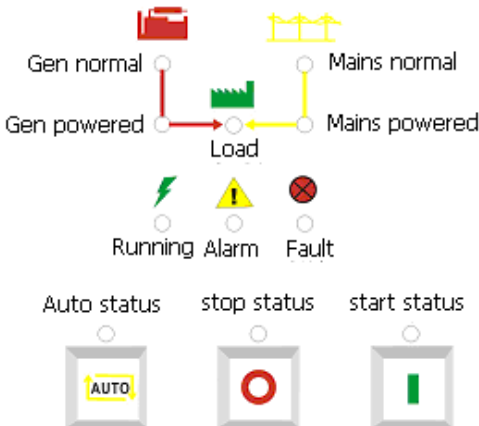 Gen normal Mains normal
Gen powered Mains powered
Load
Running Alarm Fault
Auto status stop status start status
AUTO